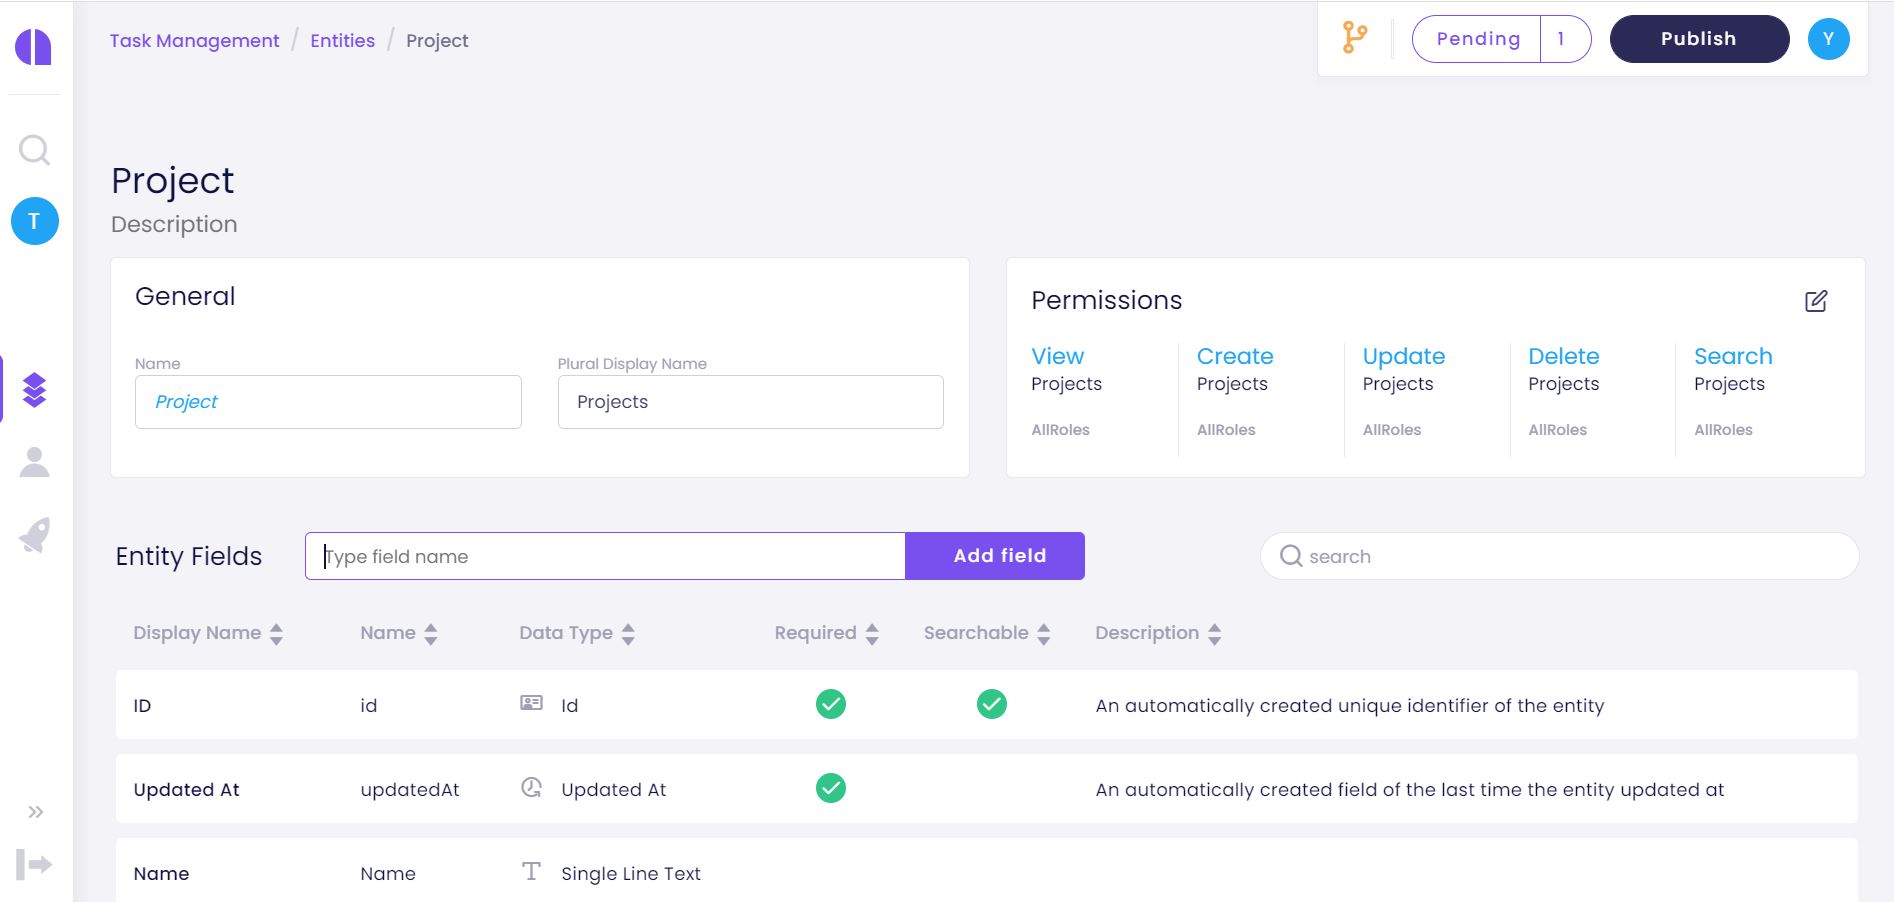 Task Management / Entities / Project
Pending 1
Publish
Y
T
Project
Description
General
Name
Project
Plural Display Name
Projects
Permissions
View
Projects
AllRoles
Create
Projects
AllRoles
Update
Projects
AllRoles
Delete
Projects
AllRoles
Search
Projects
AllRoles
Entity Fields
Type field name
Add field
search
Display Name Name Data Type Required Searchable Description
ID id Id An automatically created unique identifier of the entity
Updated At updatedAt Updated At An automatically created field of the last time the entity updated at
Name Name Single Line Text